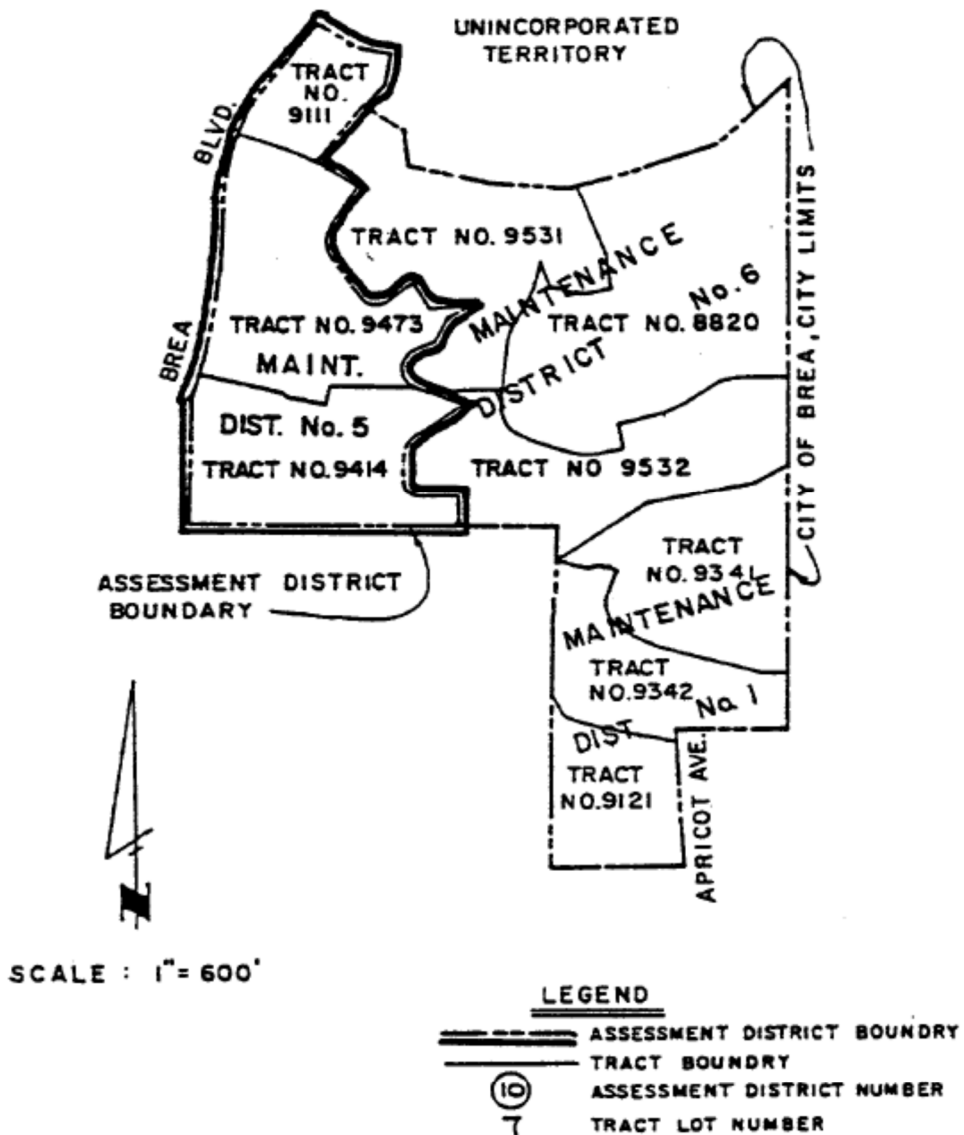 UNINCORPORATED
TERRITORY
TRACT
NO.
9111
BLVD.
BREA
TRACT NO. 9531
MAINTENANCE
DISTRICT
No. 6
TRACT NO. 8820
TRACT NO. 9473
MAINT.
DIST. No. 5
TRACT NO. 9414
TRACT NO 9532
CITY OF BREA, CITY LIMITS
ASSESSMENT DISTRICT
BOUNDARY
TRACT
NO. 9341
MAINTENANCE
TRACT
NO. 9342
DIST
No. 1
TRACT
NO. 9121
APRICOT AVE.
N
SCALE : 1" = 600'
LEGEND
ASSESSMENT DISTRICT BOUNDRY
TRACT BOUNDRY
10 ASSESSMENT DISTRICT NUMBER
7 TRACT LOT NUMBER